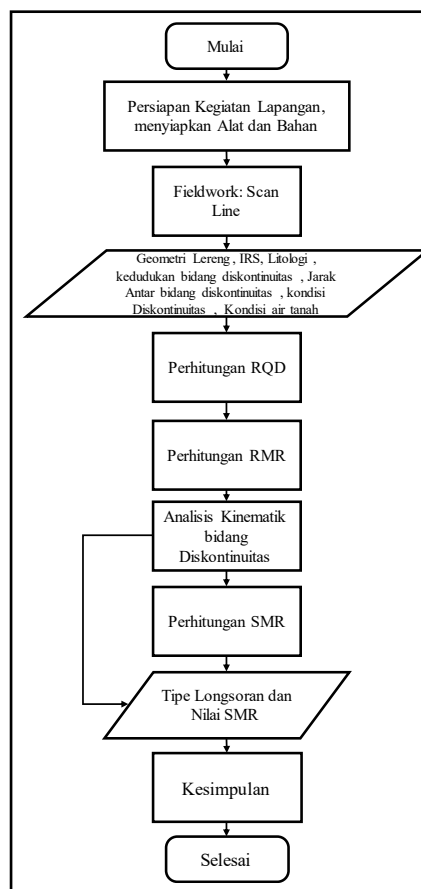 Mulai
Persiapan Kegiatan Lapangan,
menyiapkan Alat dan Bahan
Fieldwork: Scan
Line
Geometri Lereng, IRS, Litologi ,
kedudukan bidang diskontinuitas , Jarak
Antar bidang diskontinuitas , kondisi
Diskontinuitas , Kondisi air tanah
Perhitungan RQD
Perhitungan RMR
Analisis Kinematik
bidang
Diskontinuitas
Perhitungan SMR
Tipe Longsoran dan
Nilai SMR
Kesimpulan
Selesai